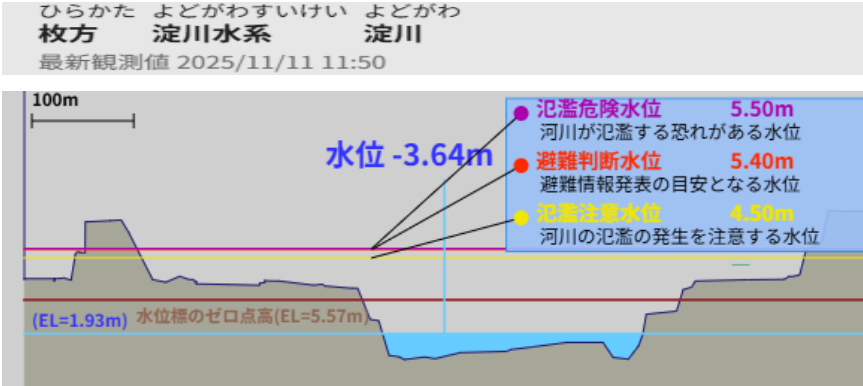 ひらかた よどがわすいけい よどがわ
枚方 淀川水系 淀川
最新観測値 2025/11/11 11:50
100m
水位 -3.64m
氾濫危険水位 5.50m
河川が氾濫する恐れがある水位
避難判断水位 5.40m
避難情報発表の目安となる水位
氾濫注意水位 4.50m
河川の氾濫の発生を注意する水位
(EL=1.93m) 水位標のゼロ点高(EL=5.57m)